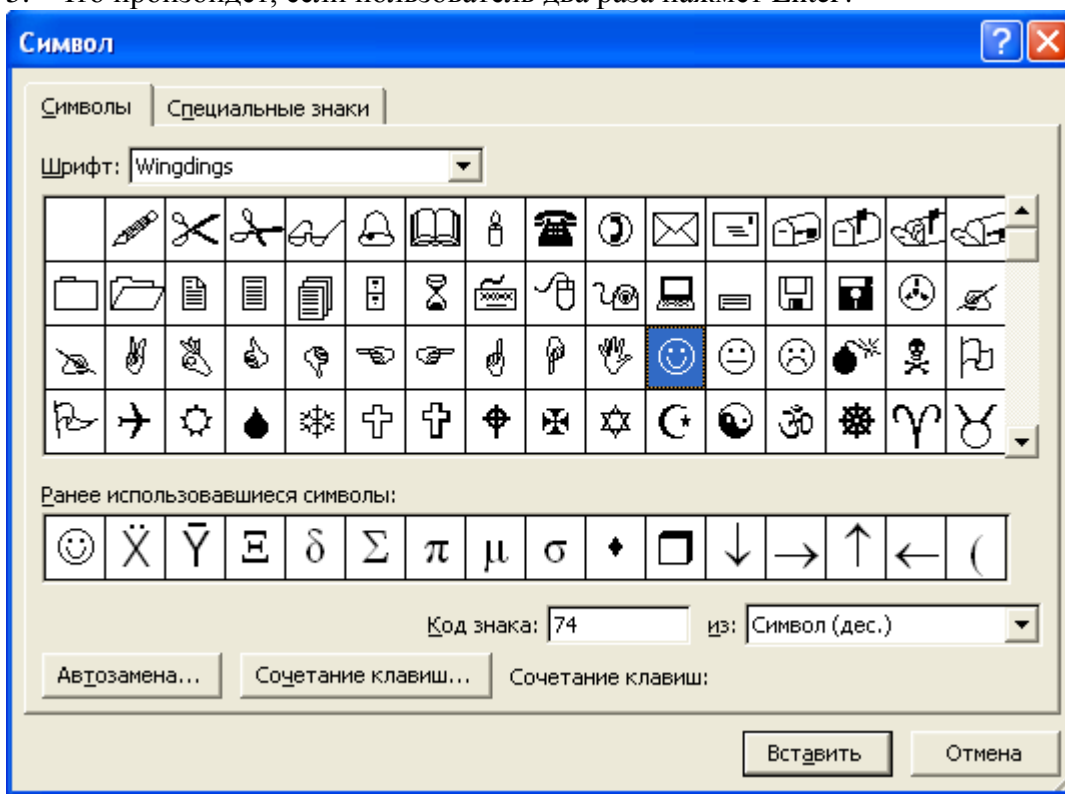 Символ
Символы Специальные знаки
Шрифт: Wingdings
Ранее использовавшиеся символы:
Ẍ Ȳ Ξ δ Σ π μ σ ♦ ❒ ↓ → ↑ ← (
Код знака: 74 из: Символ (дес.)
Автозамена... Сочетание клавиш... Сочетание клавиш:
Вставить Отмена